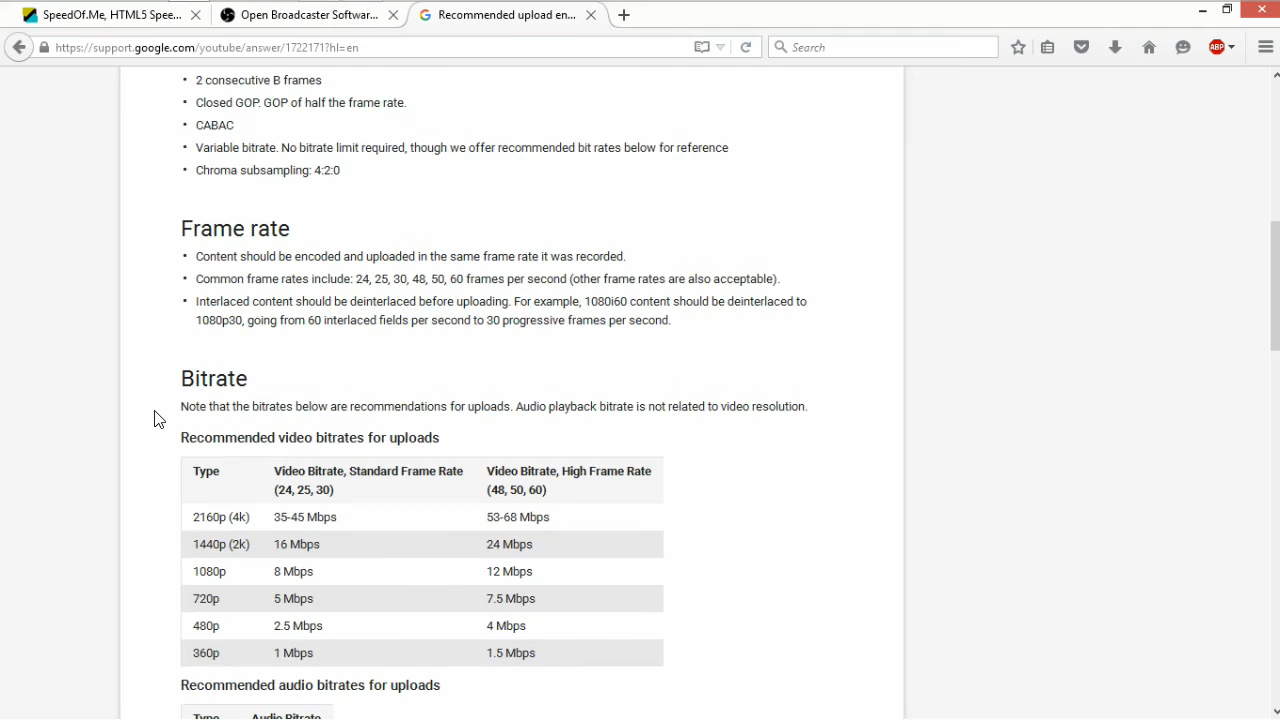 SpeedOf.Me, HTML5 Spee...
Open Broadcaster Softwar...
Recommended upload en...
https://support.google.com/youtube/answer/1722171?hl=en
Search
ABP
• 2 consecutive B frames
• Closed GOP. GOP of half the frame rate.
• CABAC
• Variable bitrate. No bitrate limit required, though we offer recommended bit rates below for reference
• Chroma subsampling: 4:2:0
Frame rate
• Content should be encoded and uploaded in the same frame rate it was recorded.
• Common frame rates include: 24, 25, 30, 48, 50, 60 frames per second (other frame rates are also acceptable).
• Interlaced content should be deinterlaced before uploading. For example, 1080i60 content should be deinterlaced to
1080p30, going from 60 interlaced fields per second to 30 progressive frames per second.
Bitrate
Note that the bitrates below are recommendations for uploads. Audio playback bitrate is not related to video resolution.
Recommended video bitrates for uploads
Type Video Bitrate, Standard Frame Rate Video Bitrate, High Frame Rate
(24, 25, 30) (48, 50, 60)
2160p (4k) 35-45 Mbps 53-68 Mbps
1440p (2k) 16 Mbps 24 Mbps
1080p 8 Mbps 12 Mbps
720p 5 Mbps 7.5 Mbps
480p 2.5 Mbps 4 Mbps
360p 1 Mbps 1.5 Mbps
Recommended audio bitrates for uploads
Type Audio Bitrate